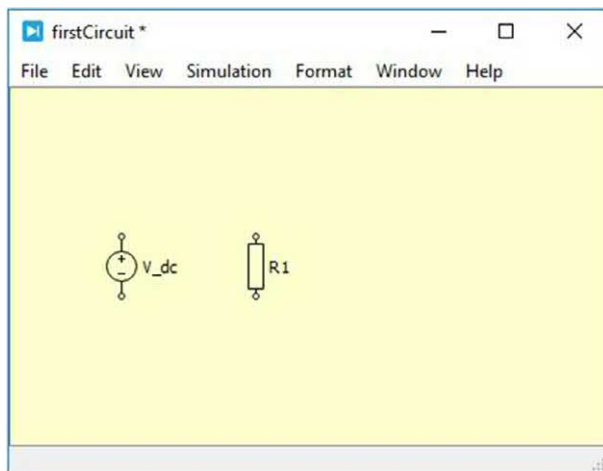 firstCircuit *
File Edit View Simulation Format Window Help
V_dc R1